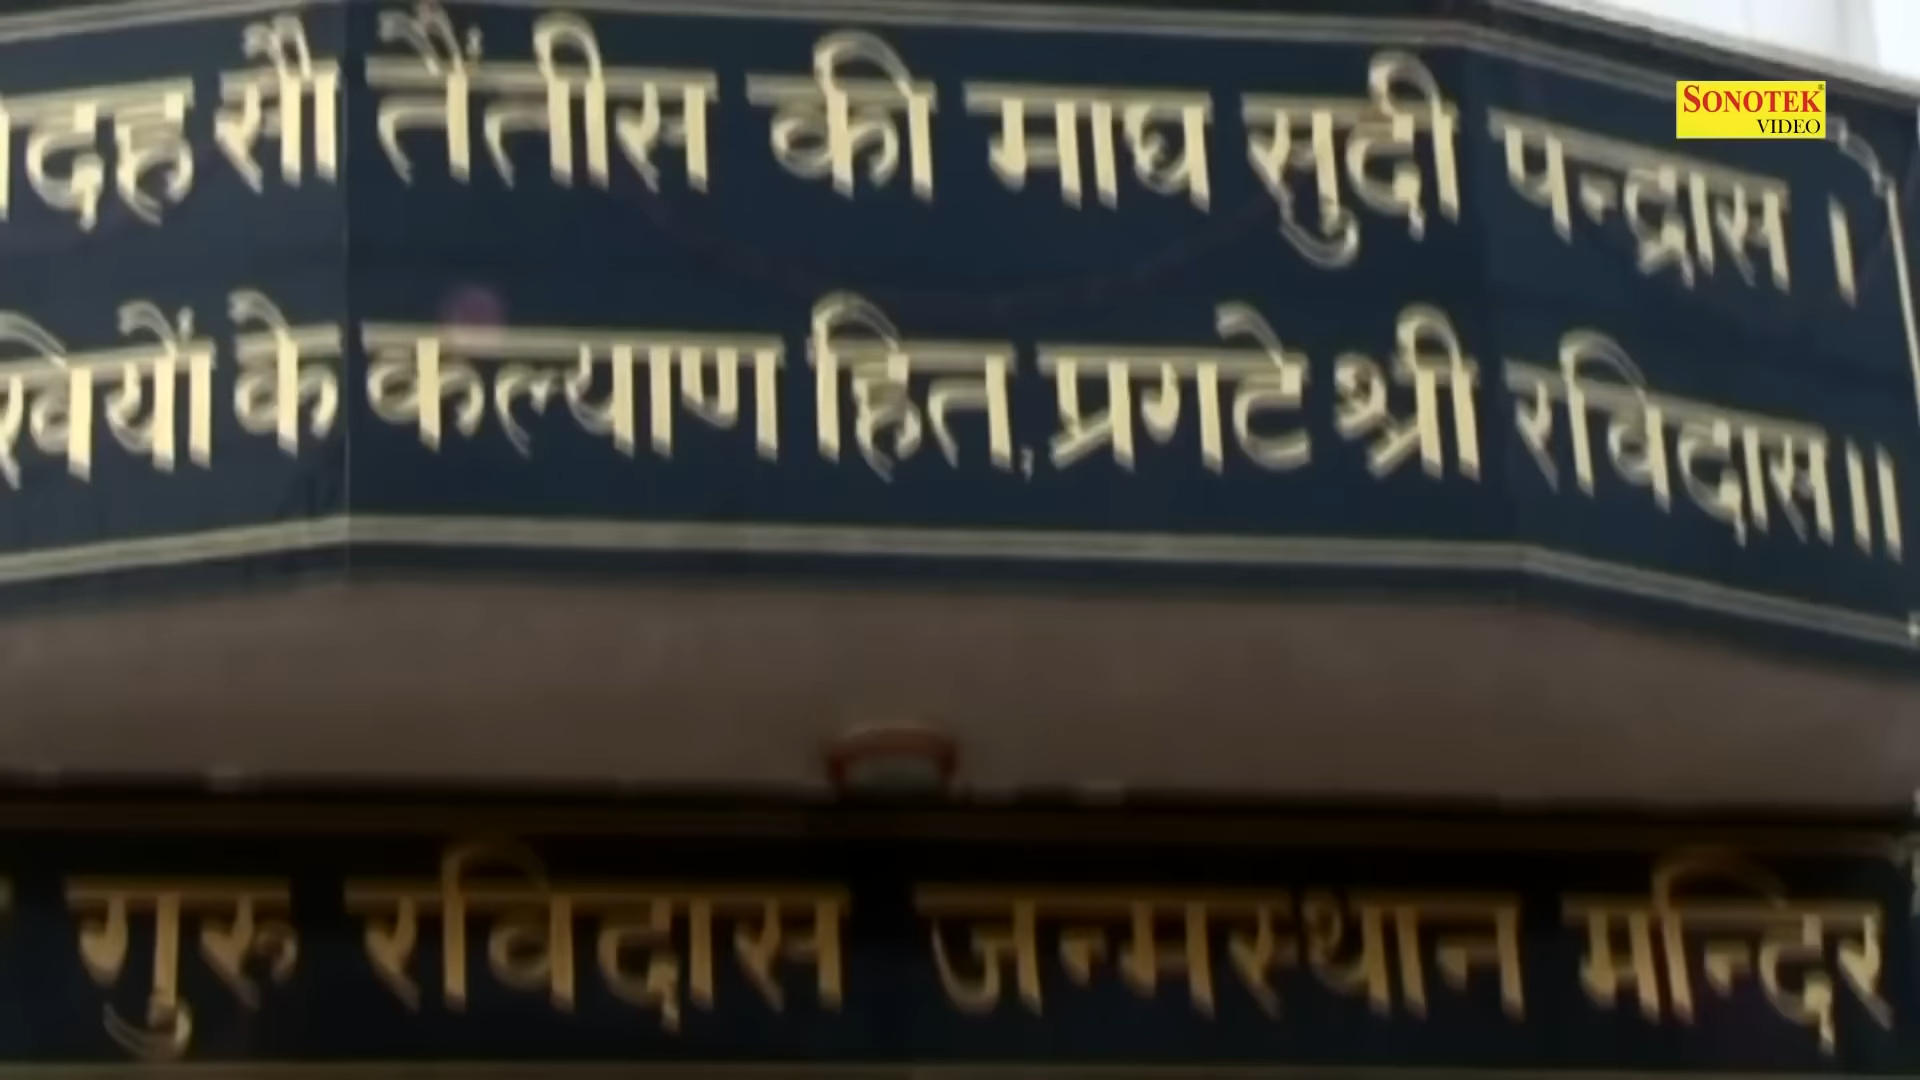 दह सौ तैंतीस की माघ सुदी पन्द्रास ।
खियों के कल्याण हित, प्रगटे श्री रविदास ।।
गुरु रविदास जन्मस्थान मन्दिर
SONOTEK
VIDEO